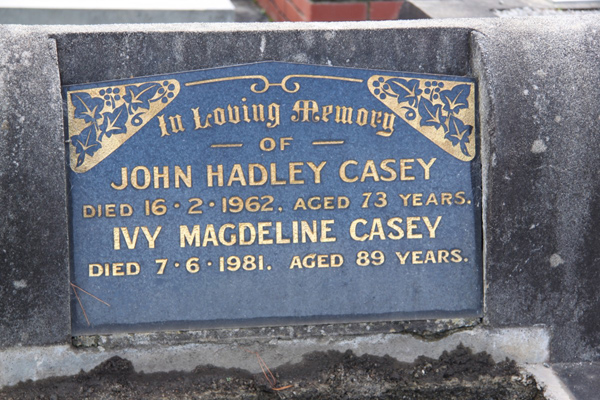 In Loving Memory
— OF —
JOHN HADLEY CASEY
DIED 16·2·1962. AGED 73 YEARS.
IVY MAGDELINE CASEY
DIED 7·6·1981. AGED 89 YEARS.